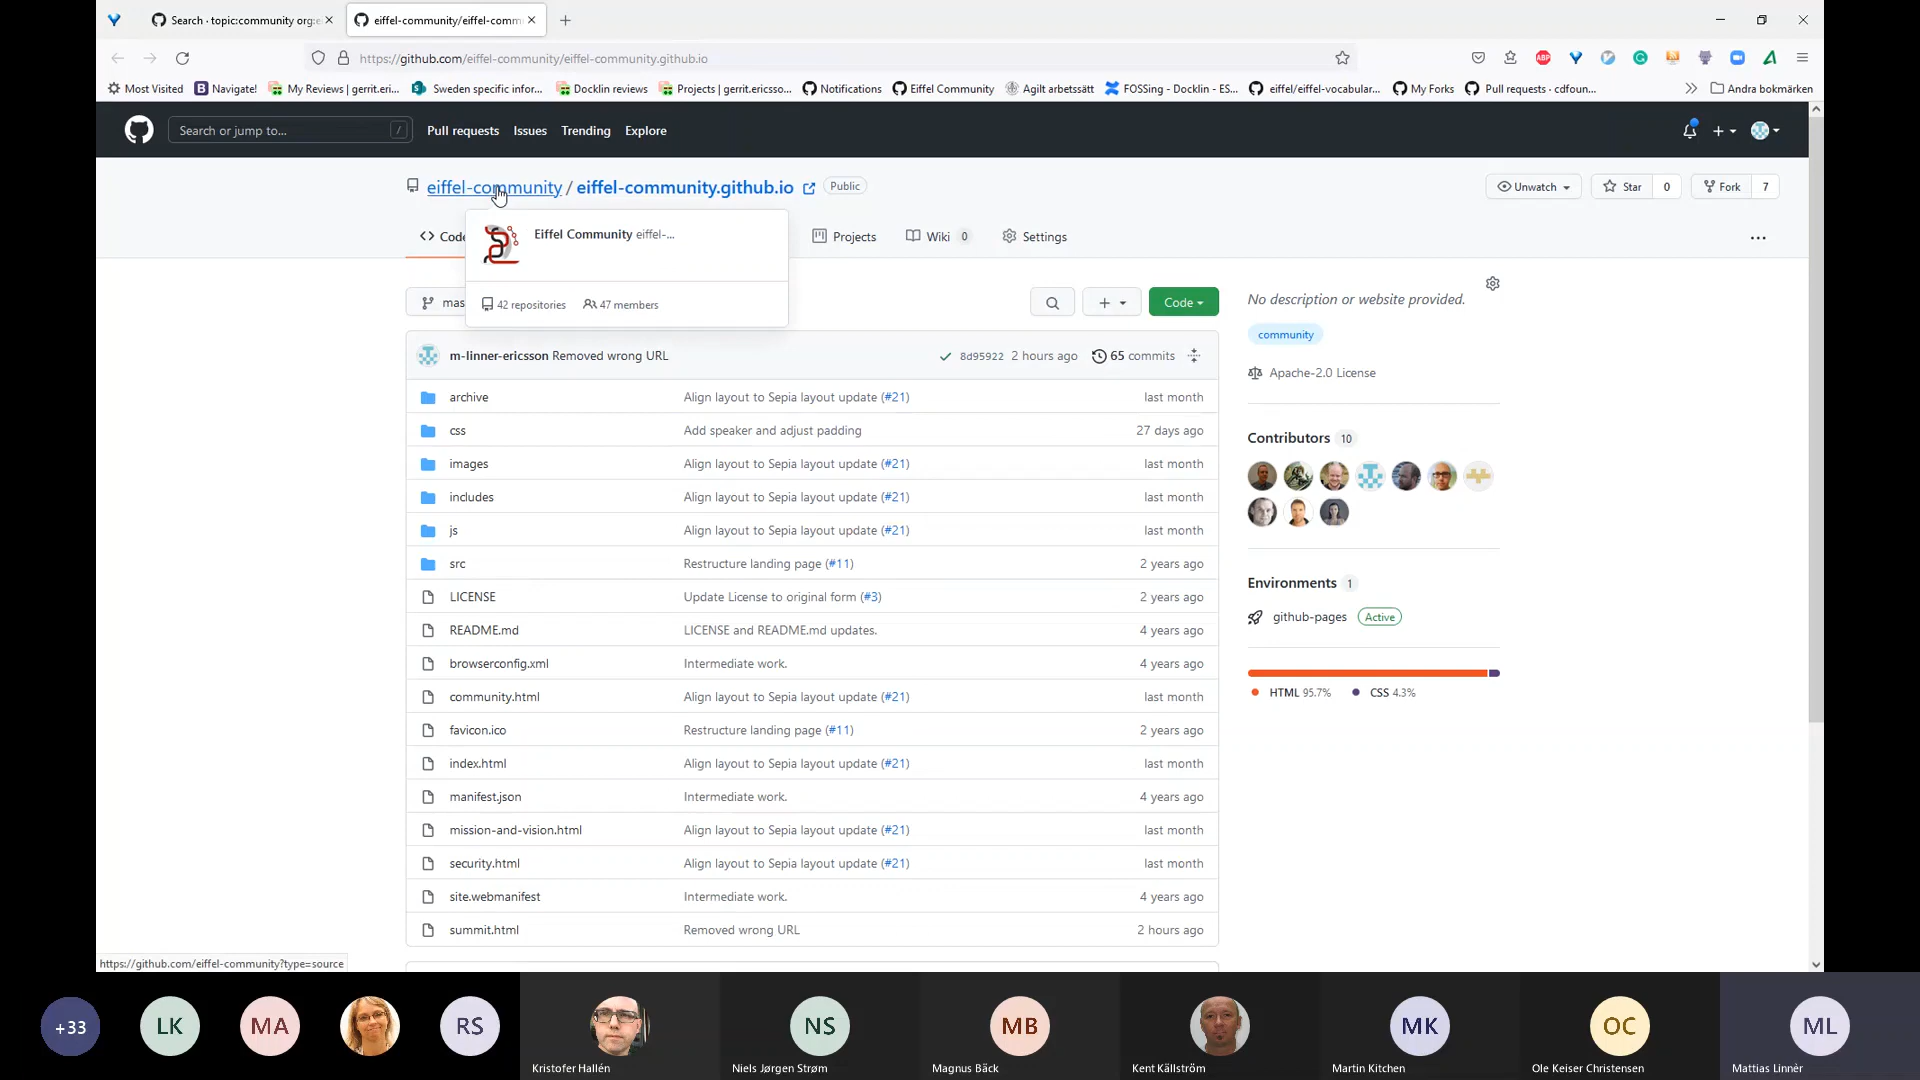 Search · topic:community org:e
eiffel-community/eiffel-comm
https://github.com/eiffel-community/eiffel-community.github.io
Most Visited
Navigate!
My Reviews | gerrit.eri...
Sweden specific infor...
Docklin reviews
Projects | gerrit.ericsso...
Notifications
Eiffel Community
Agilt arbetssätt
FOSSing - Docklin - ES...
eiffel/eiffel-vocabular...
My Forks
Pull requests · cdfoun...
Andra bokmärken
Search or jump to...
/
Pull requests
Issues
Trending
Explore
eiffel-community / eiffel-community.github.io
Public
Unwatch
Star 0
Fork 7
Code
Projects
Wiki 0
Settings
Eiffel Community eiffel-...
42 repositories
47 members
mas
Code
m-linner-ericsson Removed wrong URL
8d95922 2 hours ago
65 commits
archive Align layout to Sepia layout update (#21) last month
css Add speaker and adjust padding 27 days ago
images Align layout to Sepia layout update (#21) last month
includes Align layout to Sepia layout update (#21) last month
js Align layout to Sepia layout update (#21) last month
src Restructure landing page (#11) 2 years ago
LICENSE Update License to original form (#3) 2 years ago
README.md LICENSE and README.md updates. 4 years ago
browserconfig.xml Intermediate work. 4 years ago
community.html Align layout to Sepia layout update (#21) last month
favicon.ico Restructure landing page (#11) 2 years ago
index.html Align layout to Sepia layout update (#21) last month
manifest.json Intermediate work. 4 years ago
mission-and-vision.html Align layout to Sepia layout update (#21) last month
security.html Align layout to Sepia layout update (#21) last month
site.webmanifest Intermediate work. 4 years ago
summit.html Removed wrong URL 2 hours ago
No description or website provided.
community
Apache-2.0 License
Contributors 10
Environments 1
github-pages Active
HTML 95.7%
CSS 4.3%
https://github.com/eiffel-community?type=source
+33
LK
MA
RS
NS
MB
MK
OC
ML
Kristofer Hallén
Niels Jørgen Strøm
Magnus Bäck
Kent Källström
Martin Kitchen
Ole Keiser Christensen
Mattias Linnèr